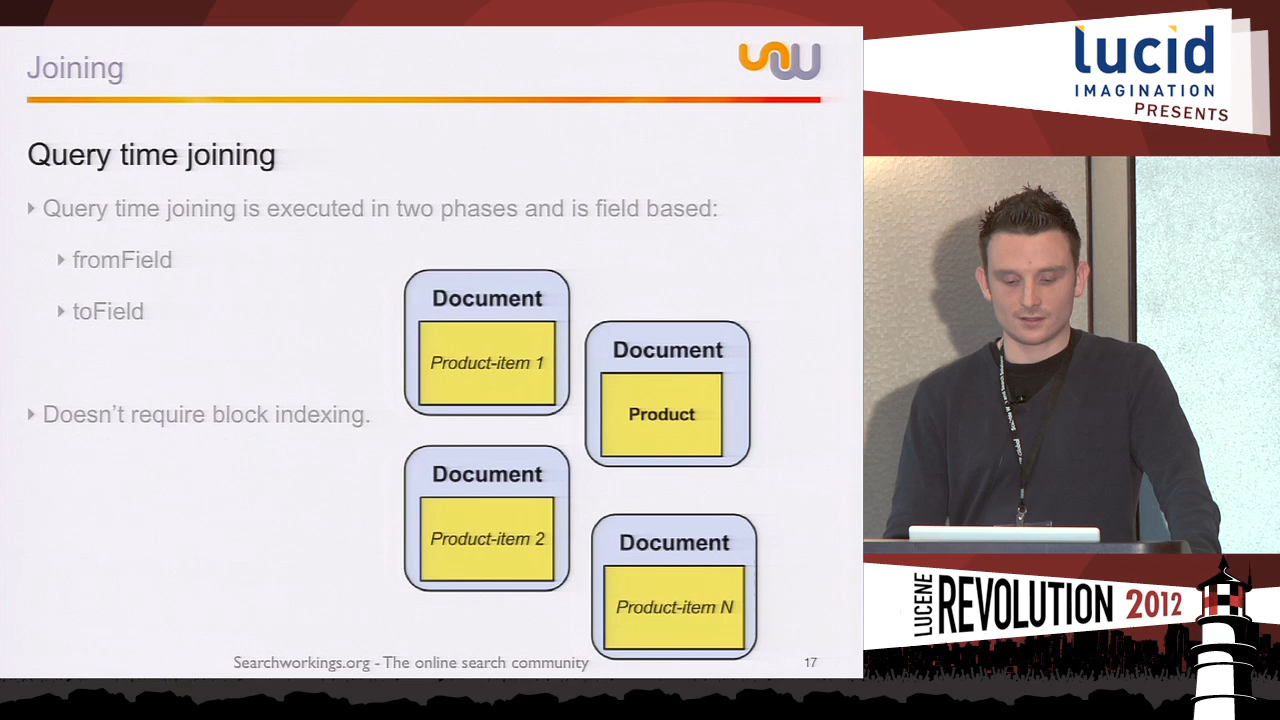 Joining
Query time joining
Query time joining is executed in two phases and is field based:
fromField
toField
Doesn't require block indexing.
Document
Product-item 1
Document
Product
Document
Product-item 2
Document
Product-item N
Searchworkings.org - The online search community
17
lucid
IMAGINATION
PRESENTS
LUCENE
REVOLUTION 2012